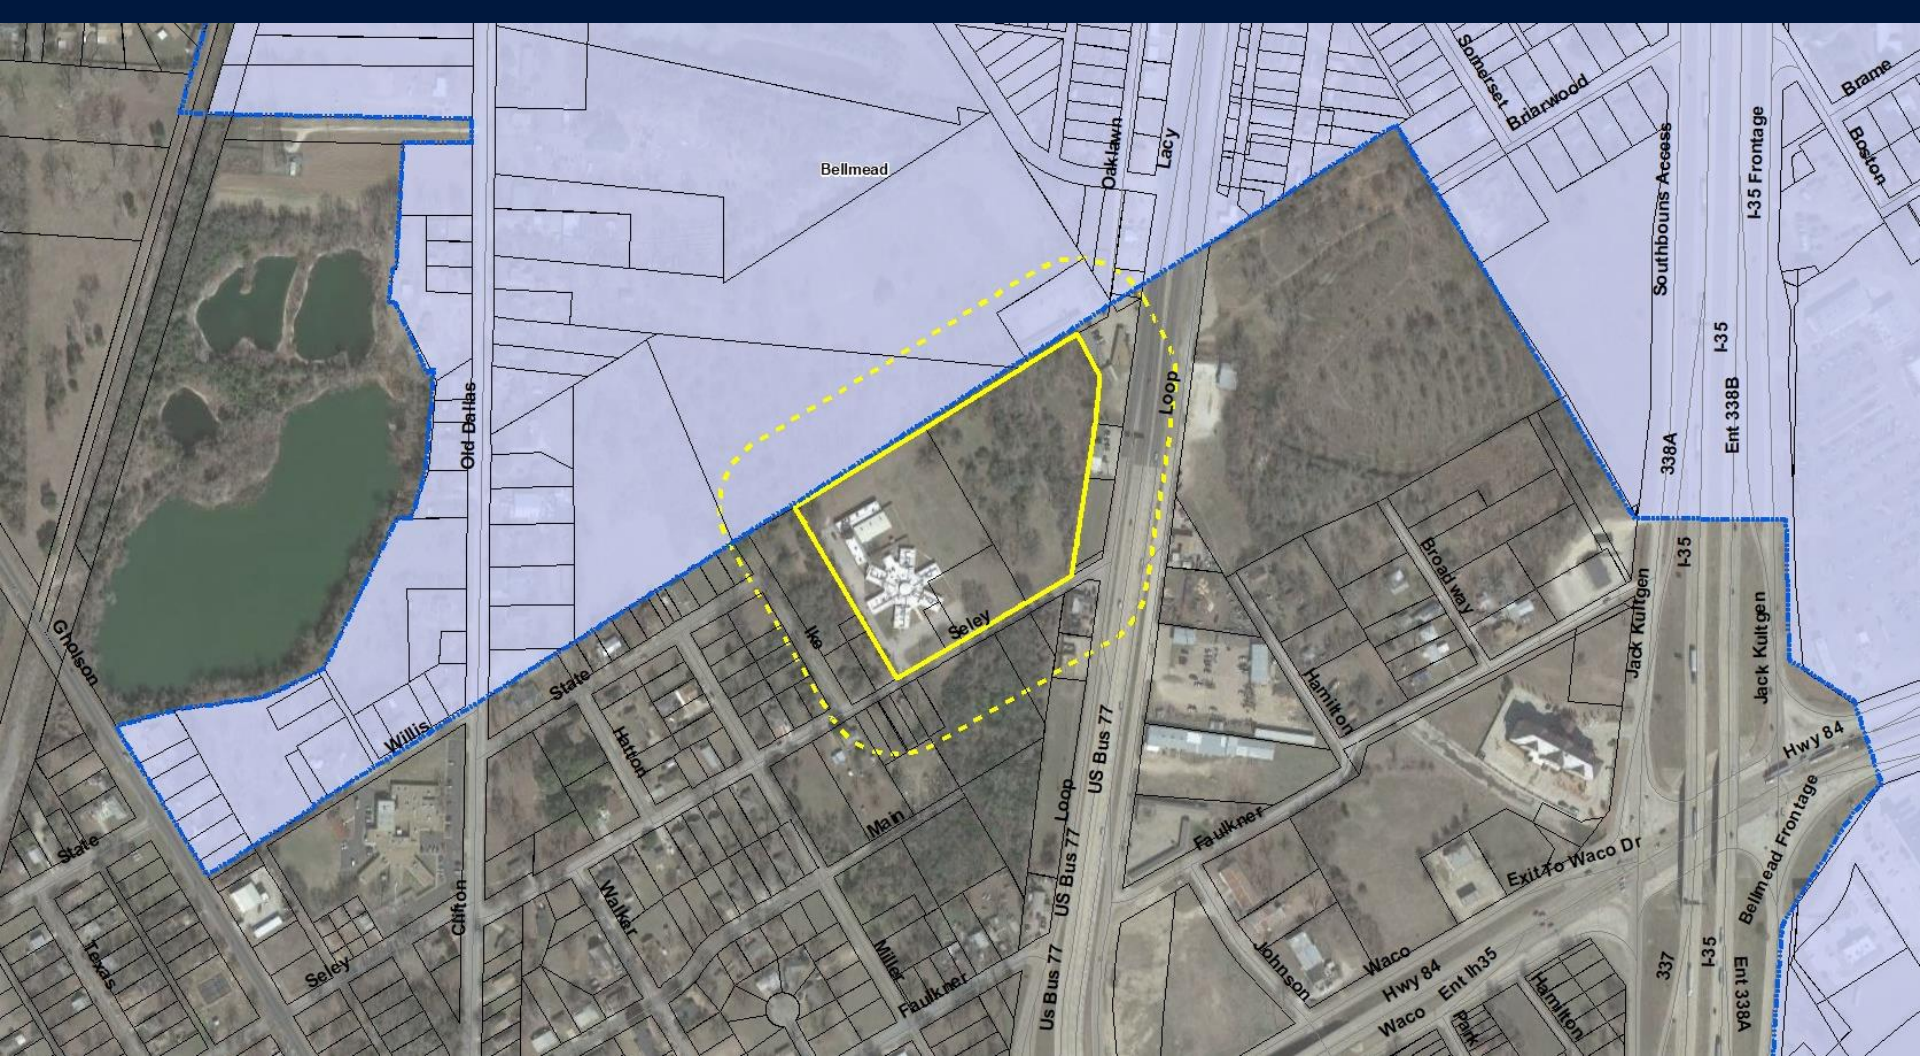 Somerset
Briarwood
Brame
Boston
Bellmead
Oaklawn
Lacy
Southbouns Access
I-35 Frontage
I-35
Ent 338B
338A
Old Dallas
Loop
Broadway
I-35
Jack Kultgen
Jack Kultgen
Gholson
Seley
Ike
State
Willis
Hatton
Hamilton
US Bus 77
Hwy 84
Loop
Main
Faulkner
Bellmead Frontage
Exit To Waco Dr
State
US Bus 77
Clifton
Walker
Texas
Seley
Miller
Faulkner
Us Bus 77
Johnson
Waco
Hwy 84
Ent Ih35
Waco
Park
Hamilton
337
I-35
Ent 338A